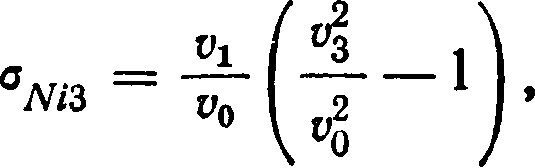 σ_{Ni3} = \frac{v_1}{v_0} \left( \frac{v_3^2}{v_0^2} - 1 \right),